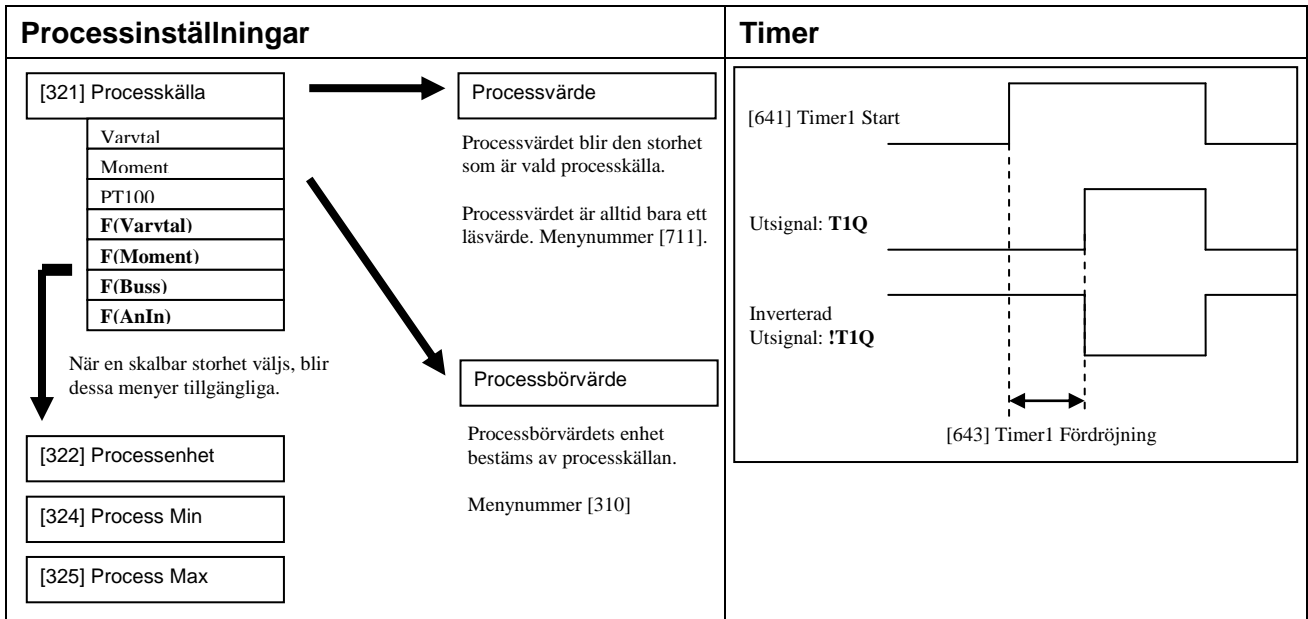 Processinställningar
[321] Processkälla
Varvtal
Moment
PT100
F(Varvtal)
F(Moment)
F(Buss)
F(AnIn)
När en skalbar storhet väljs, blir
dessa menyer tillgängliga.
[322] Processenhet
[324] Process Min
[325] Process Max
Processvärde
Processvärdet blir den storhet
som är vald processkälla.
Processvärdet är alltid bara ett
läsvärde. Menynummer [711].
Processbörvärde
Processbörvärdets enhet
bestäms av processkällan.
Menynummer [310]
Timer
[641] Timer1 Start
Utsignal: T1Q
Inverterad
Utsignal: !T1Q
[643] Timer1 Fördröjning